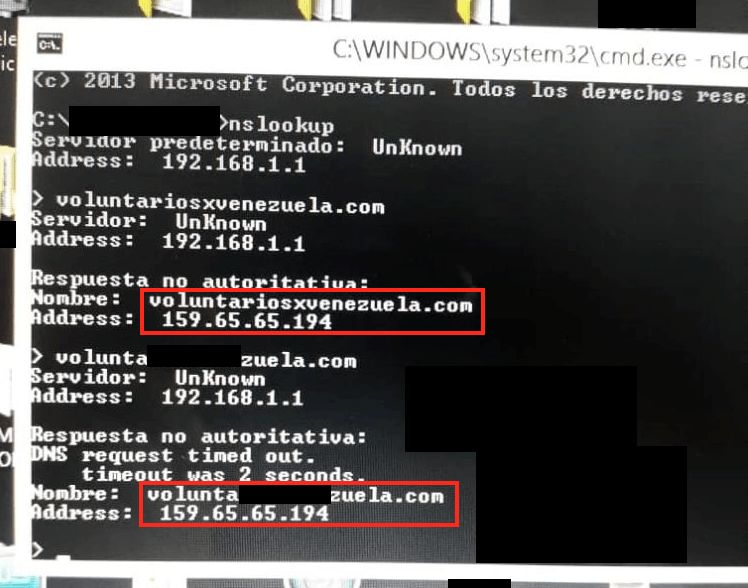 C:\WINDOWS\system32\cmd.exe - nslo
(c) 2013 Microsoft Corporation. Todos los derechos rese
C:\ >nslookup
Servidor predeterminado: UnKnown
Address: 192.168.1.1
> voluntariosxvenezuela.com
Servidor: UnKnown
Address: 192.168.1.1
Respuesta no autoritativa:
Nombre: voluntariosxvenezuela.com
Address: 159.65.65.194
> volunta zuela.com
Servidor: UnKnown
Address: 192.168.1.1
Respuesta no autoritativa:
DNS request timed out.
timeout was 2 seconds.
Nombre: volunta zuela.com
Address: 159.65.65.194
>